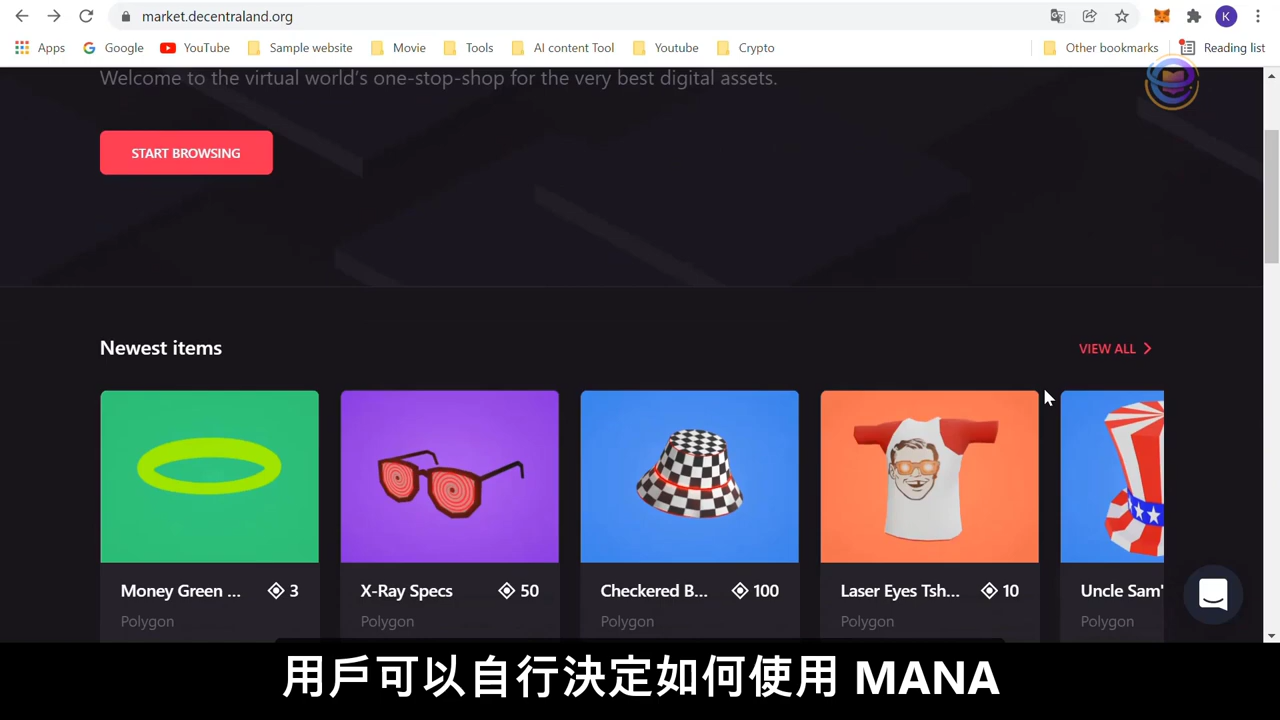 market.decentraland.org
K
Apps Google YouTube Sample website Movie Tools AI content Tool Youtube Crypto Other bookmarks Reading list
Welcome to the virtual world's one-stop-shop for the very best digital assets.
START BROWSING
Newest items
VIEW ALL
Money Green ... 3
Polygon
X-Ray Specs 50
Polygon
Checkered B... 100
Polygon
Laser Eyes Tsh... 10
Polygon
Uncle Sam'
Polygon
用戶可以自行決定如何使用 MANA